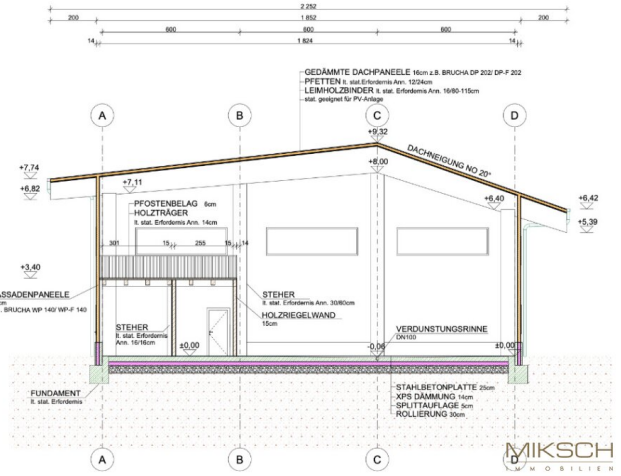 2 252
200 1 852 200
600 600 600
14 1 824 14
GEDÄMMTE DACHPANEELE 16cm z.B. BRUCHA DP 202/ DP-F 202
PFETTEN lt. stat.Erfordernis Ann. 12/24cm
LEIMHOLZBINDER lt. stat. Erfordernis Ann. 16/80-115cm
stat. geeignet für PV-Anlage
A B C D
+9,32
DACHNEIGUNG NO 20°
+8,00
+7,74
+7,11
+6,82
+6,40
+6,42
+5,39
PFOSTENBELAG 6cm
HOLZTRÄGER
lt. stat. Erfordernis Ann. 14cm
301 15 255 15 14
+3,40
ASSADENPANEELE
cm
. BRUCHA WP 140/ WP-F 140
STEHER
lt. stat. Erfordernis Ann. 30/60cm
HOLZRIEGELWAND
15cm
STEHER
lt. stat. Erfordernis
Ann. 16/16cm
±0,00
-0,06
VERDUNSTUNGSRINNE
DN100
±0,00
FUNDAMENT
lt. stat. Erfordernis
STAHLBETONPLATTE 25cm
XPS DÄMMUNG 14cm
SPLITTAUFLAGE 5cm
ROLLIERUNG 30cm
A B C D
MIKSCH
IMMOBILIEN